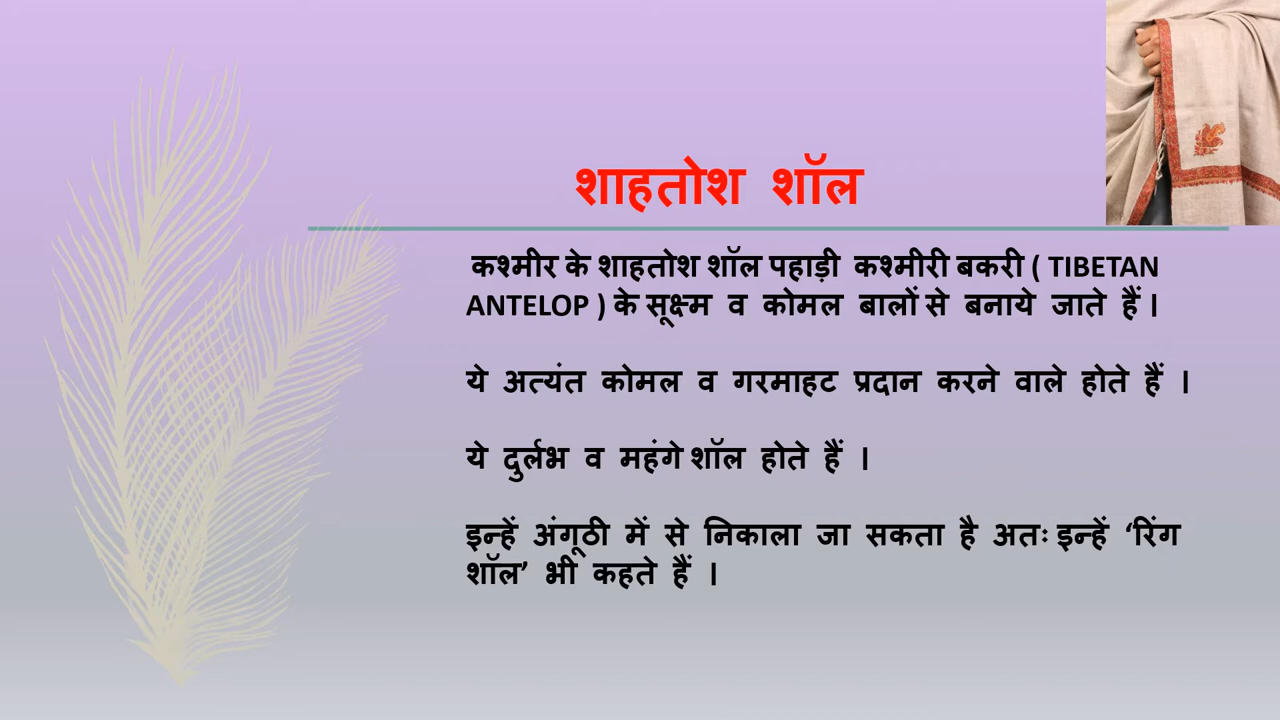 शाहतोश शॉल
कश्मीर के शाहतोश शॉल पहाड़ी कश्मीरी बकरी ( TIBETAN
ANTELOP ) के सूक्ष्म व कोमल बालों से बनाये जाते हैं ।
ये अत्यंत कोमल व गरमाहट प्रदान करने वाले होते हैं ।
ये दुर्लभ व महंगे शॉल होते हैं ।
इन्हें अंगूठी में से निकाला जा सकता है अतः इन्हें ‘रिंग
शॉल’ भी कहते हैं ।